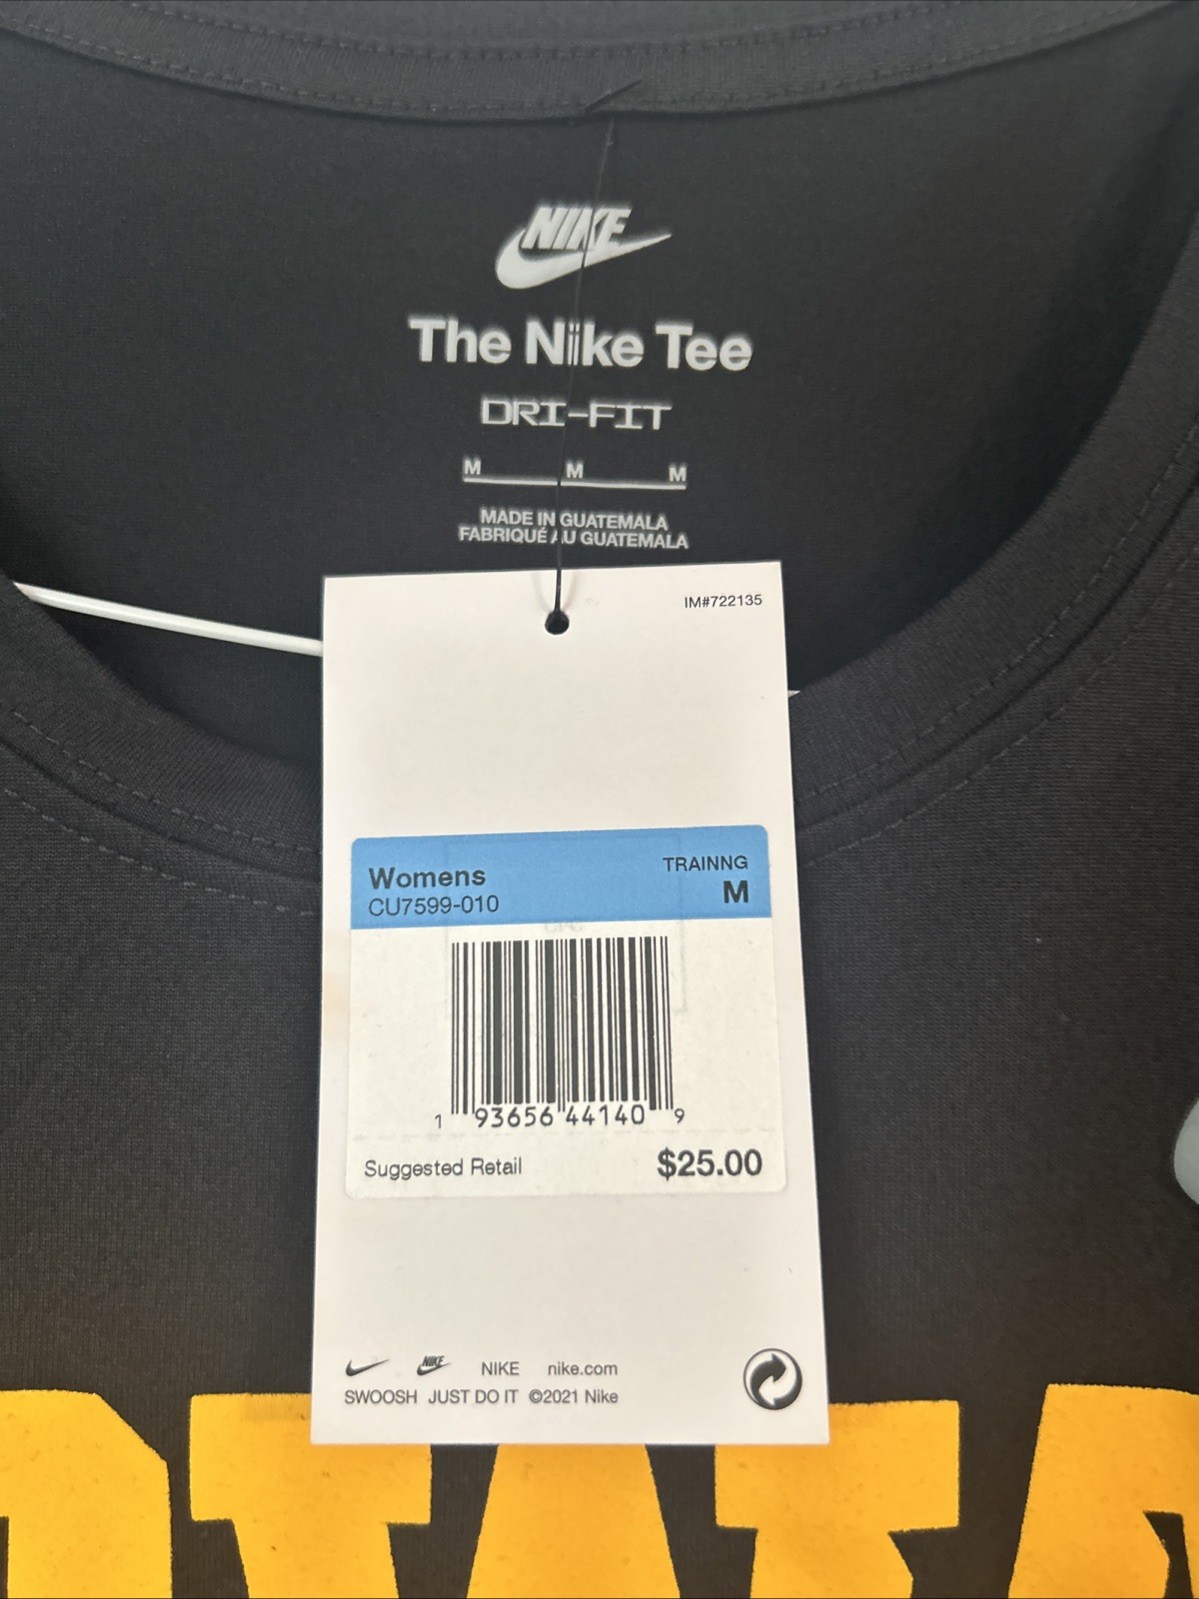 NIKE
The Nike Tee
DRI-FIT
M M M
MADE IN GUATEMALA
FABRIQUÉ AU GUATEMALA
IM#722135
Womens TRAINNG
CU7599-010 M
1 93656 44140 9
Suggested Retail $25.00
NIKE NIKE nike.com
SWOOSH JUST DO IT ©2021 Nike